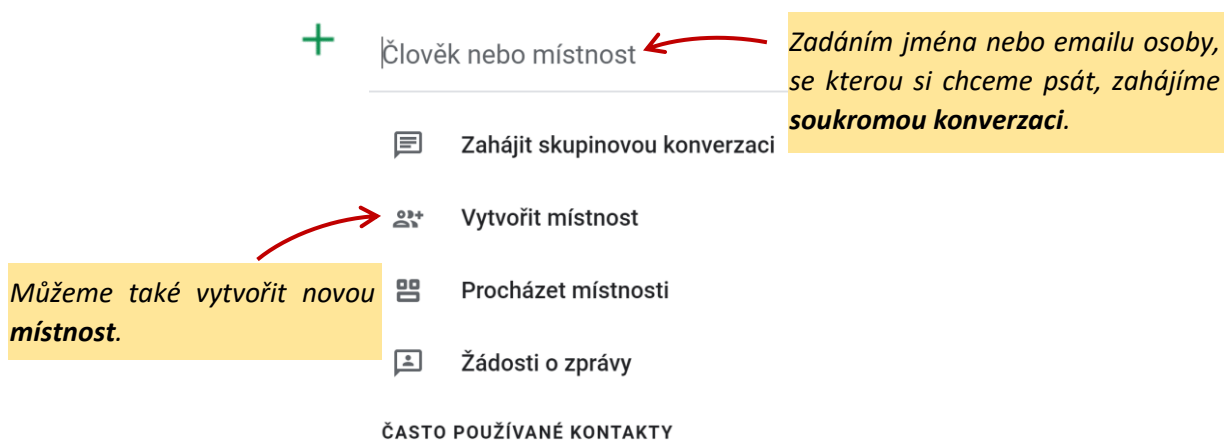 Člověk nebo místnost
Zadáním jména nebo emailu osoby,
se kterou si chceme psát, zahájíme
soukromou konverzaci.
Zahájit skupinovou konverzaci
Vytvořit místnost
Můžeme také vytvořit novou
místnost.
Procházet místnosti
Žádosti o zprávy
ČASTO POUŽÍVANÉ KONTAKTY